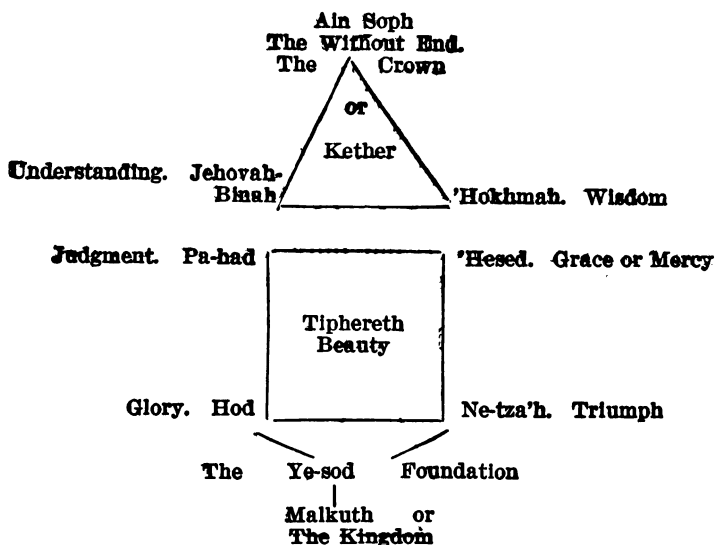 Ain Soph
The Without End.
The Crown
or
Kether
Understanding. Jehovah-
Binah
'Hokhmah. Wisdom
Judgment. Pa-had
'Hesed. Grace or Mercy
Tiphereth
Beauty
Glory. Hod
Ne-tza'h. Triumph
The Ye-sod Foundation
Malkuth or
The Kingdom